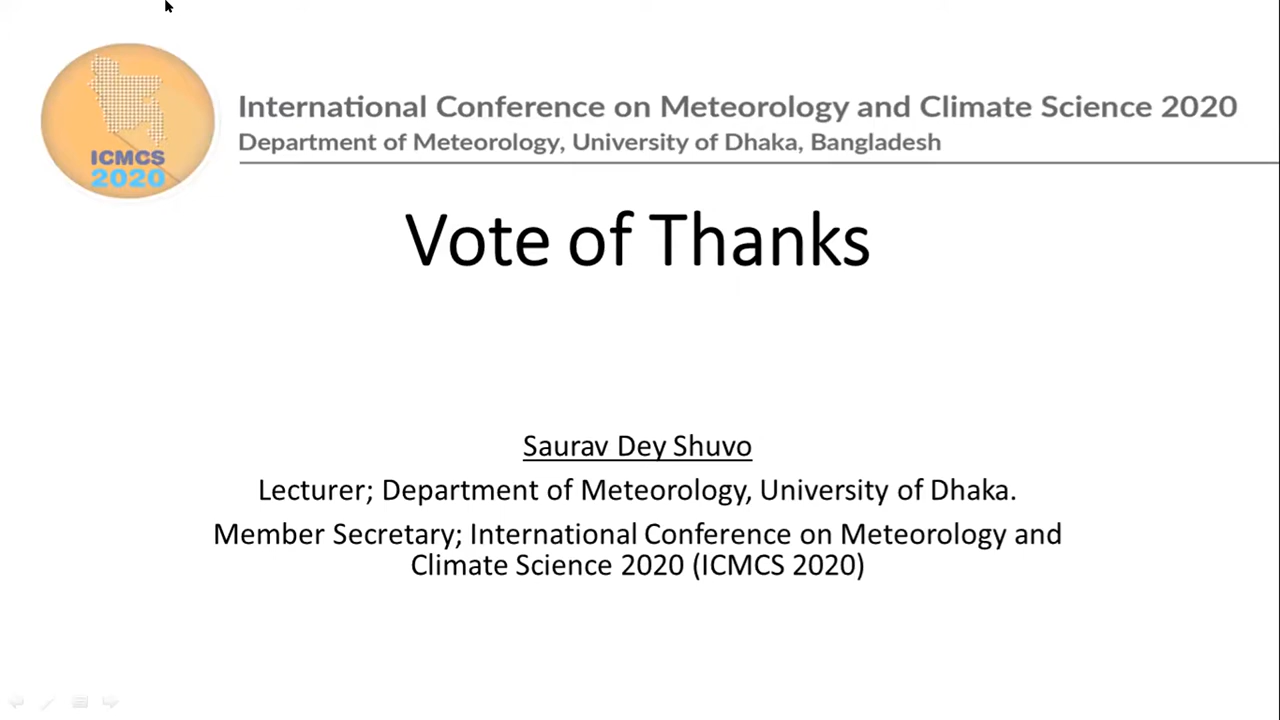 International Conference on Meteorology and Climate Science 2020
Department of Meteorology, University of Dhaka, Bangladesh
ICMCS
2020
Vote of Thanks
Saurav Dey Shuvo
Lecturer; Department of Meteorology, University of Dhaka.
Member Secretary; International Conference on Meteorology and
Climate Science 2020 (ICMCS 2020)